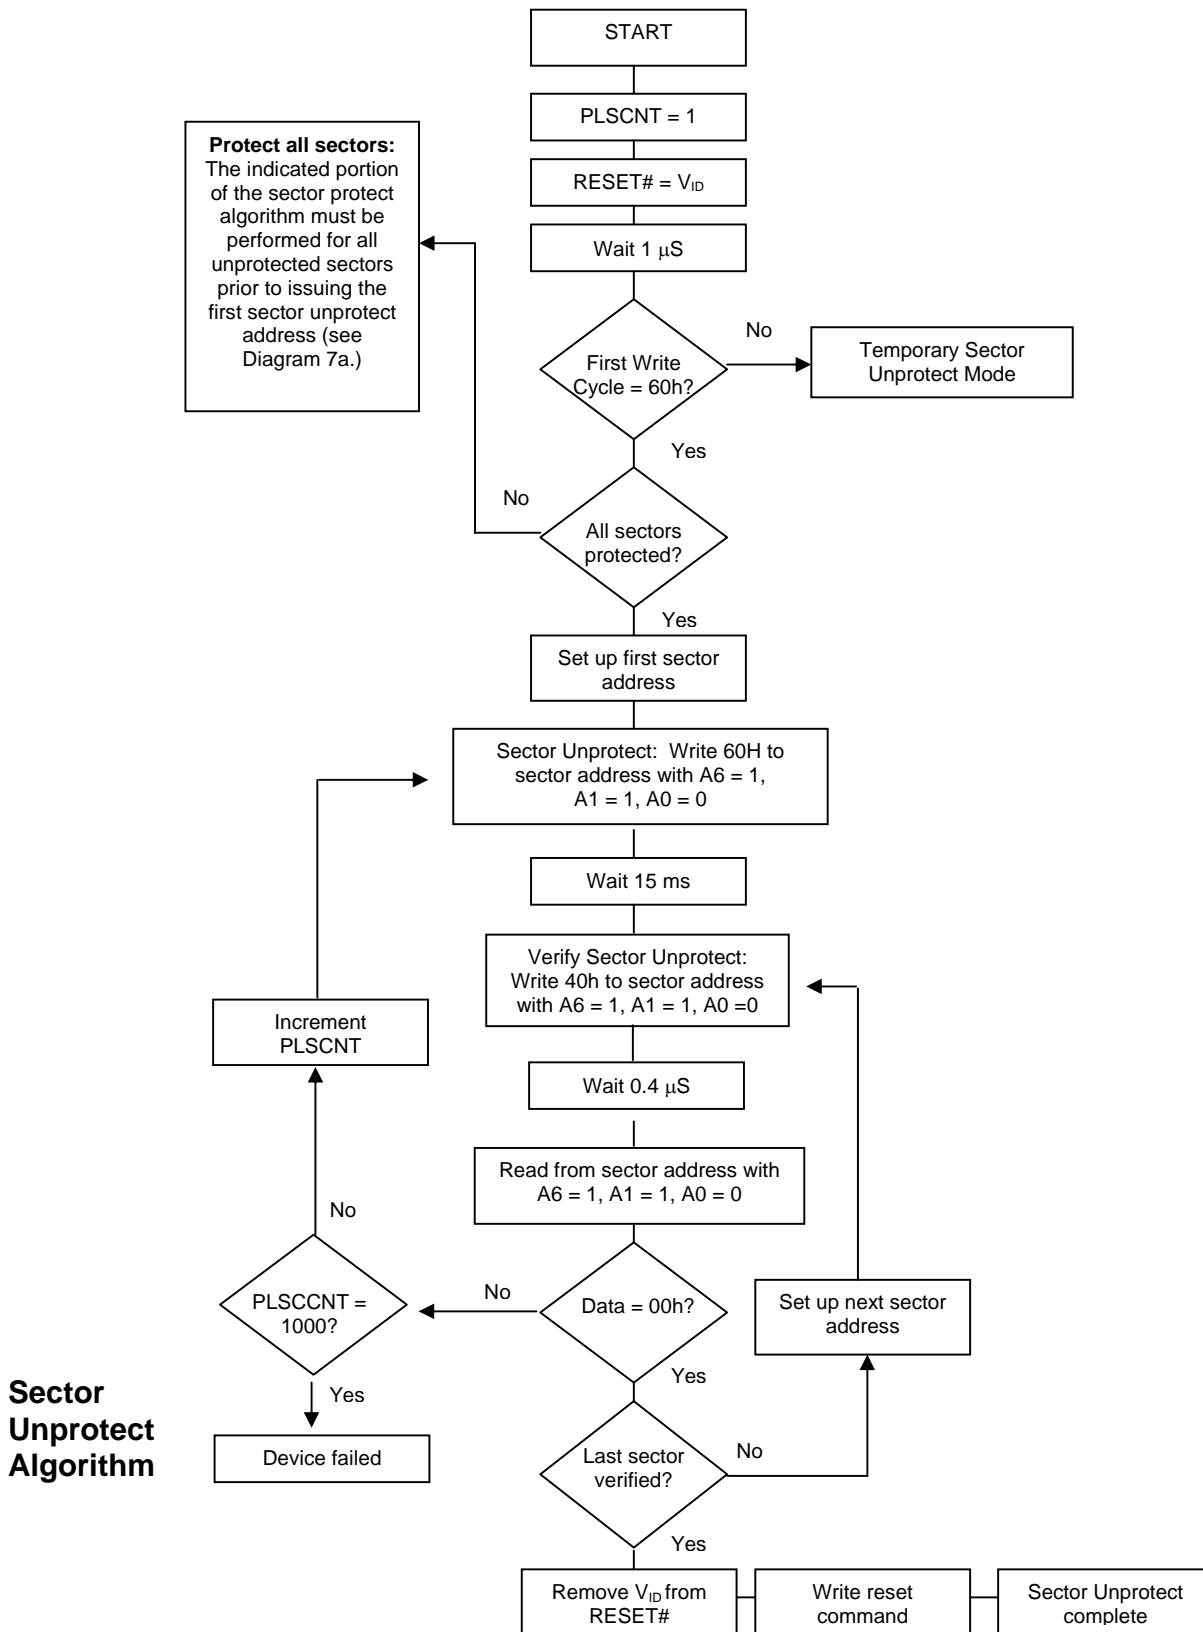 START
PLSCNT = 1
RESET# = VID
Wait 1 μS
Protect all sectors:
The indicated portion
of the sector protect
algorithm must be
performed for all
unprotected sectors
prior to issuing the
first sector unprotect
address (see
Diagram 7a.)
First Write
Cycle = 60h?
No
Temporary Sector
Unprotect Mode
Yes
No
All sectors
protected?
Yes
Set up first sector
address
Sector Unprotect: Write 60H to
sector address with A6 = 1,
A1 = 1, A0 = 0
Wait 15 ms
Verify Sector Unprotect:
Write 40h to sector address
with A6 = 1, A1 = 1, A0 =0
Increment
PLSCNT
Wait 0.4 μS
Read from sector address with
A6 = 1, A1 = 1, A0 = 0
No
PLSCCNT =
1000?
No
Data = 00h?
Set up next sector
address
Yes
Yes
Device failed
Sector
Unprotect
Algorithm
Last sector
verified?
No
Yes
Remove VID from
RESET#
Write reset
command
Sector Unprotect
complete